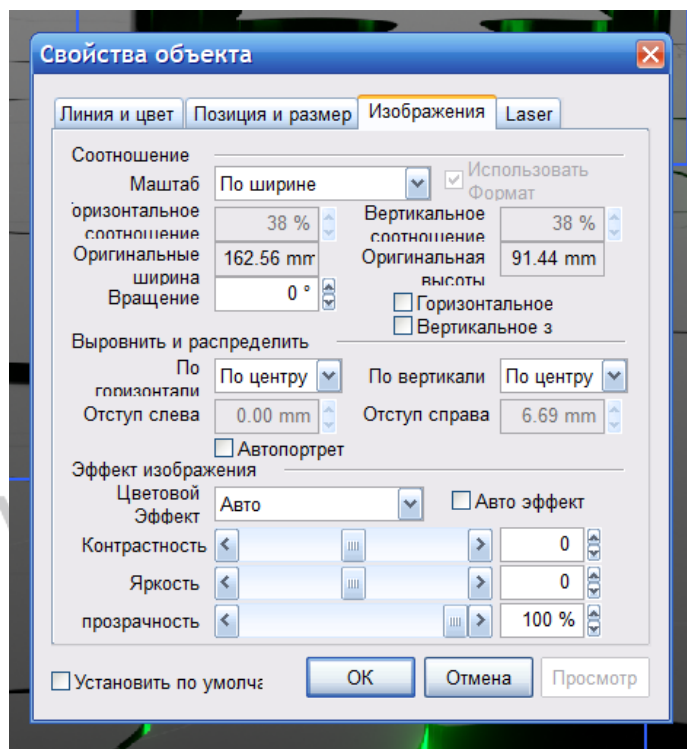 Свойства объекта
Линия и цвет Позиция и размер Изображения Laser
Соотношение
Маштаб По ширине Использовать Формат
оризонтальное соотношение 38 % Вертикальное соотношение 38 %
Оригинальные ширина 162.56 mm Оригинальная высоты 91.44 mm
Вращение 0 ° Горизонтальное
Вертикальное з
Выровнить и распределить
По горизонтали По центру По вертикали По центру
Отступ слева 0.00 mm Отступ справа 6.69 mm
Автопортрет
Эффект изображения
Цветовой Эффект Авто Авто эффект
Контрастность 0
Яркость 0
прозрачность 100 %
Установить по умолча ОК Отмена Просмотр